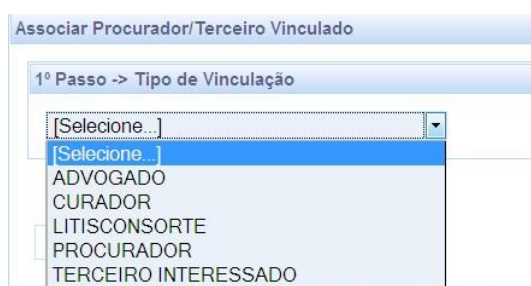 Associar Procurador/Terceiro Vinculado
1º Passo -> Tipo de Vinculação
[Selecione...]
[Selecione...]
ADVOGADO
CURADOR
LITISCONSORTE
PROCURADOR
TERCEIRO INTERESSADO